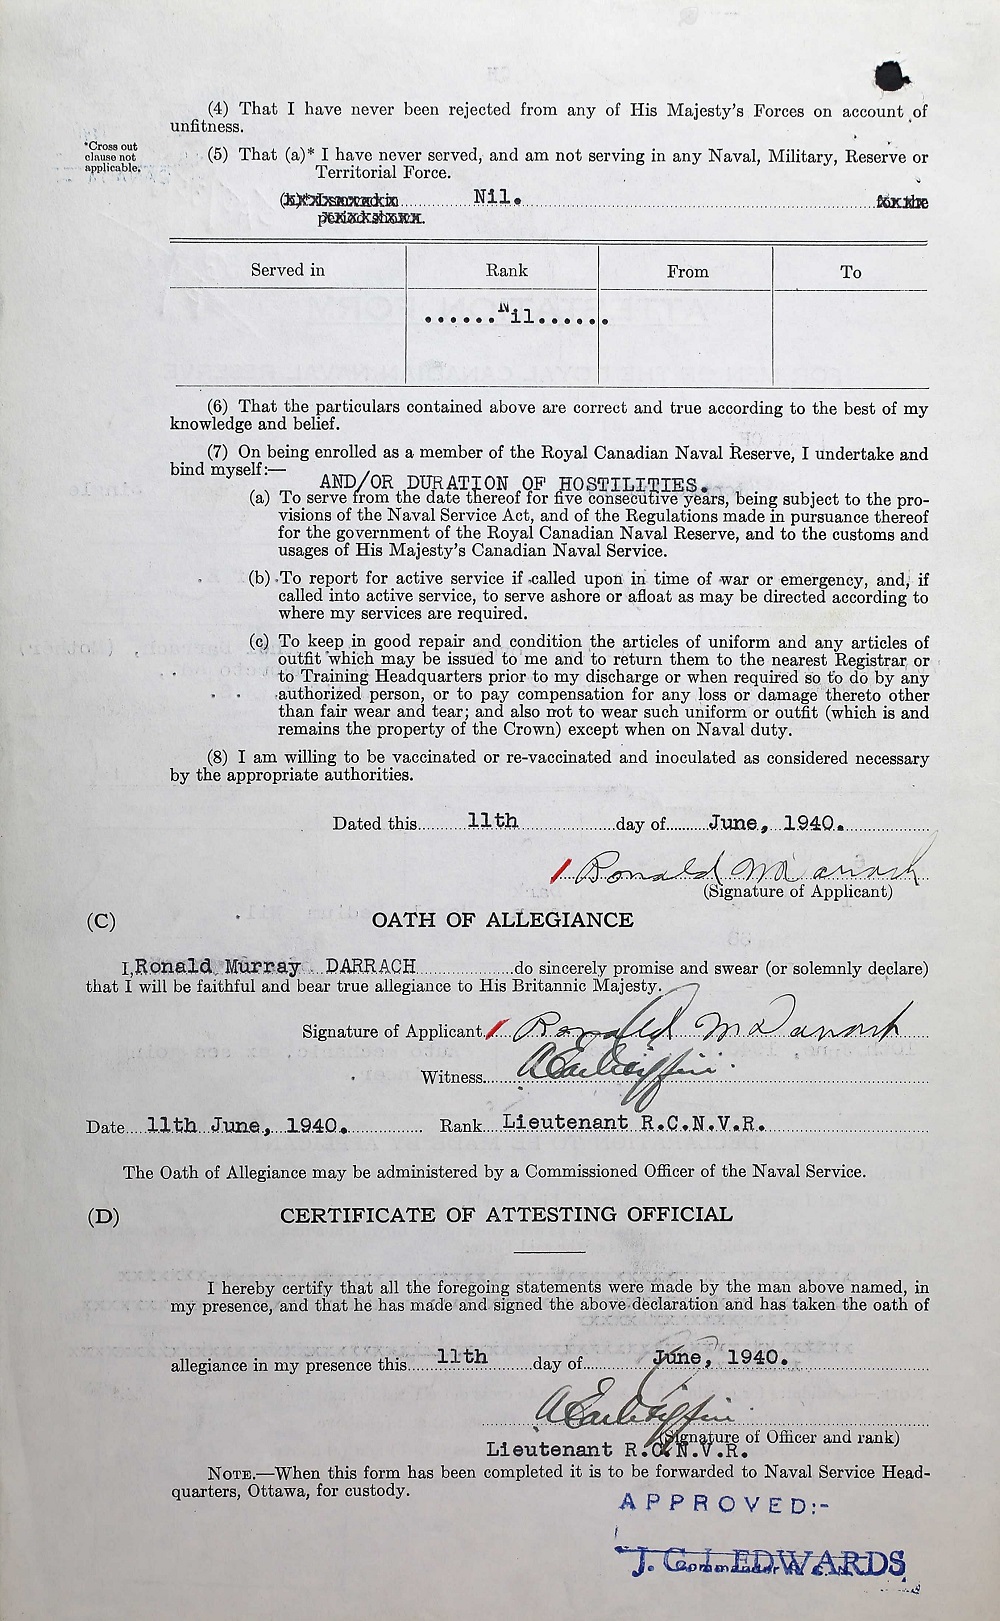 (4) That I have never been rejected from any of His Majesty's Forces on account of
unfitness.
*Cross out
clause not
applicable.
(5) That (a)* I have never served, and am not serving in any Naval, Military, Reserve or
Territorial Force.
Nil.
Served in Rank From To
......Nil......
(6) That the particulars contained above are correct and true according to the best of my
knowledge and belief.
(7) On being enrolled as a member of the Royal Canadian Naval Reserve, I undertake and
bind myself:—
AND/OR DURATION OF HOSTILITIES.
(a) To serve from the date thereof for five consecutive years, being subject to the pro-
visions of the Naval Service Act, and of the Regulations made in pursuance thereof
for the government of the Royal Canadian Naval Reserve, and to the customs and
usages of His Majesty's Canadian Naval Service.
(b) To report for active service if called upon in time of war or emergency, and, if
called into active service, to serve ashore or afloat as may be directed according to
where my services are required.
(c) To keep in good repair and condition the articles of uniform and any articles of
outfit which may be issued to me and to return them to the nearest Registrar or
to Training Headquarters prior to my discharge or when required so to do by any
authorized person, or to pay compensation for any loss or damage thereto other
than fair wear and tear; and also not to wear such uniform or outfit (which is and
remains the property of the Crown) except when on Naval duty.
(8) I am willing to be vaccinated or re-vaccinated and inoculated as considered necessary
by the appropriate authorities.
Dated this 11th day of June, 1940.
Ronald M Darrach
(Signature of Applicant)
(C) OATH OF ALLEGIANCE
I, Ronald Murray DARRACH do sincerely promise and swear (or solemnly declare)
that I will be faithful and bear true allegiance to His Britannic Majesty.
Signature of Applicant Ronald M Darrach
Witness
Date 11th June, 1940. Rank Lieutenant R.C.N.V.R.
The Oath of Allegiance may be administered by a Commissioned Officer of the Naval Service.
(D) CERTIFICATE OF ATTESTING OFFICIAL
I hereby certify that all the foregoing statements were made by the man above named, in
my presence, and that he has made and signed the above declaration and has taken the oath of
allegiance in my presence this 11th day of June, 1940.
(Signature of Officer and rank)
Lieutenant R.C.N.V.R.
NOTE.—When this form has been completed it is to be forwarded to Naval Service Head-
quarters, Ottawa, for custody.
APPROVED:-
J. C. I. EDWARDS
Commander R.C.N.